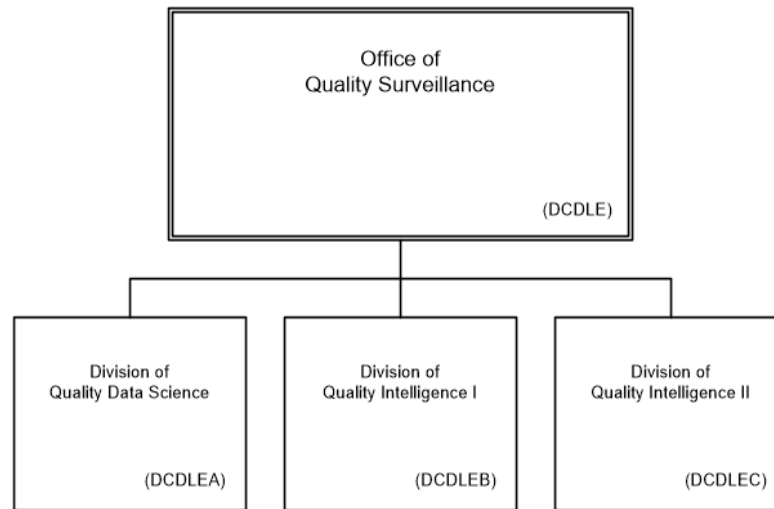 Office of
Quality Surveillance
(DCDLE)
Division of
Quality Data Science
(DCDLEA)
Division of
Quality Intelligence I
(DCDLEB)
Division of
Quality Intelligence II
(DCDLEC)